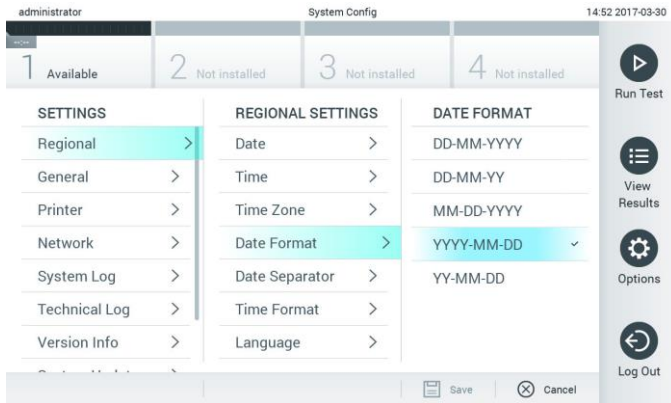 administrator System Config 14:52 2017-03-30
1 Available 2 Not installed 3 Not installed 4 Not installed
Run Test
SETTINGS REGIONAL SETTINGS DATE FORMAT
Regional Date DD-MM-YYYY
General Time DD-MM-YY
View
Results
Printer Time Zone MM-DD-YYYY
Network Date Format YYYY-MM-DD
System Log Date Separator YY-MM-DD
Options
Technical Log Time Format
Version Info Language
Log Out
Save Cancel